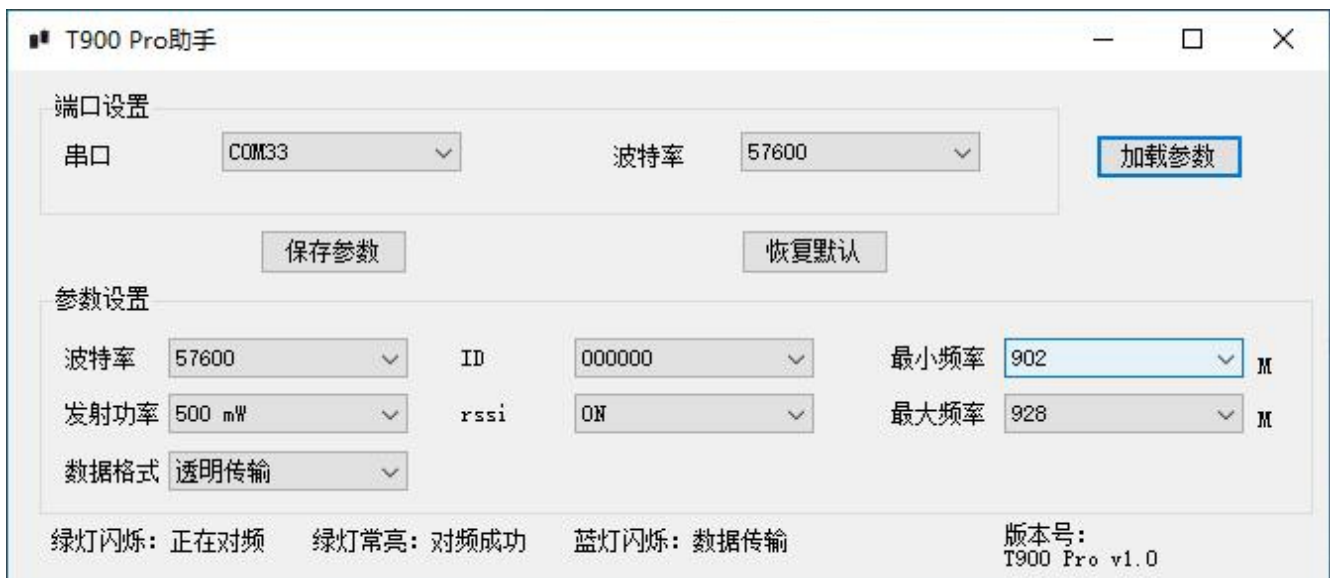 T900 Pro助手
端口设置
串口 COM33 波特率 57600 加载参数
保存参数 恢复默认
参数设置
波特率 57600 ID 000000 最小频率 902 M
发射功率 500 mW rssi ON 最大频率 928 M
数据格式 透明传输
绿灯闪烁：正在对频 绿灯常亮：对频成功 蓝灯闪烁：数据传输 版本号：
T900 Pro v1.0